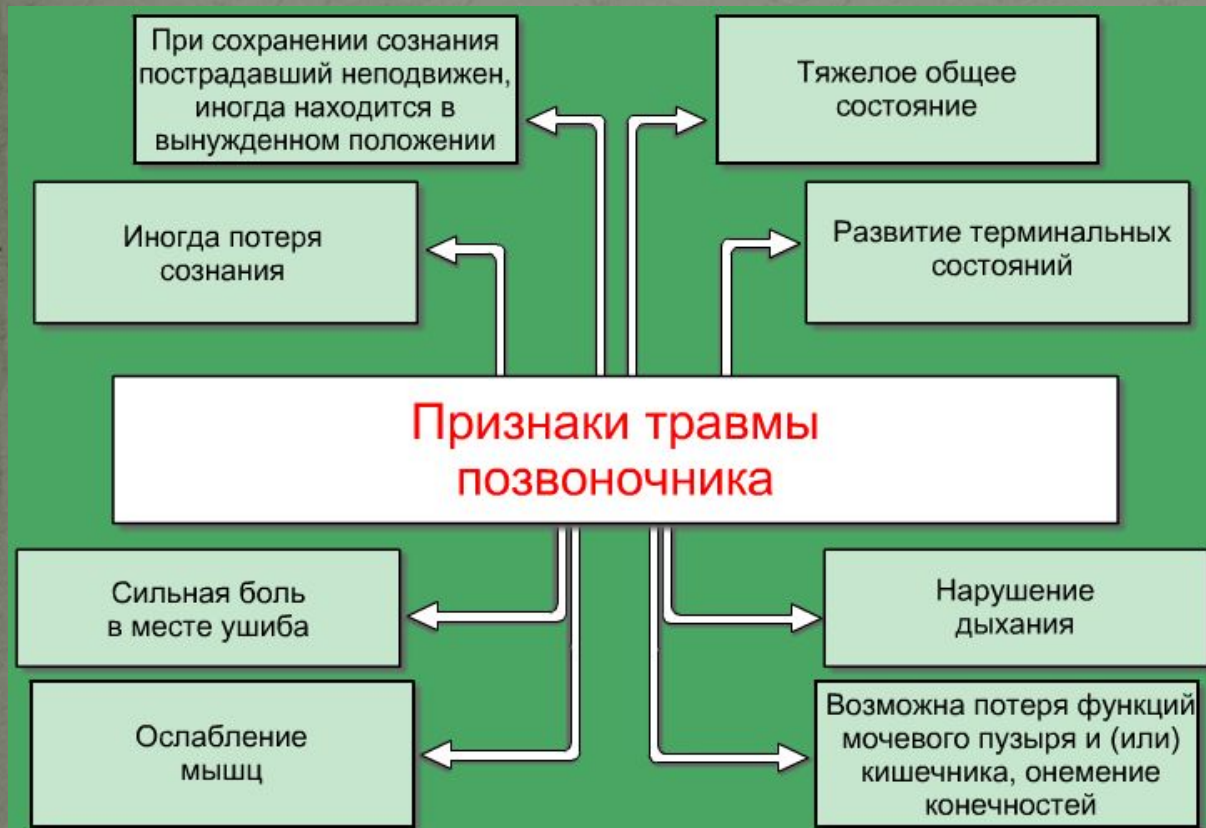 При сохранении сознания
пострадавший неподвижен,
иногда находится в
вынужденном положении
Тяжелое общее
состояние
Иногда потеря
сознания
Развитие терминальных
состояний
Признаки травмы
позвоночника
Сильная боль
в месте ушиба
Нарушение
дыхания
Ослабление
мышц
Возможна потеря функций
мочевого пузыря и (или)
кишечника, онемение
конечностей